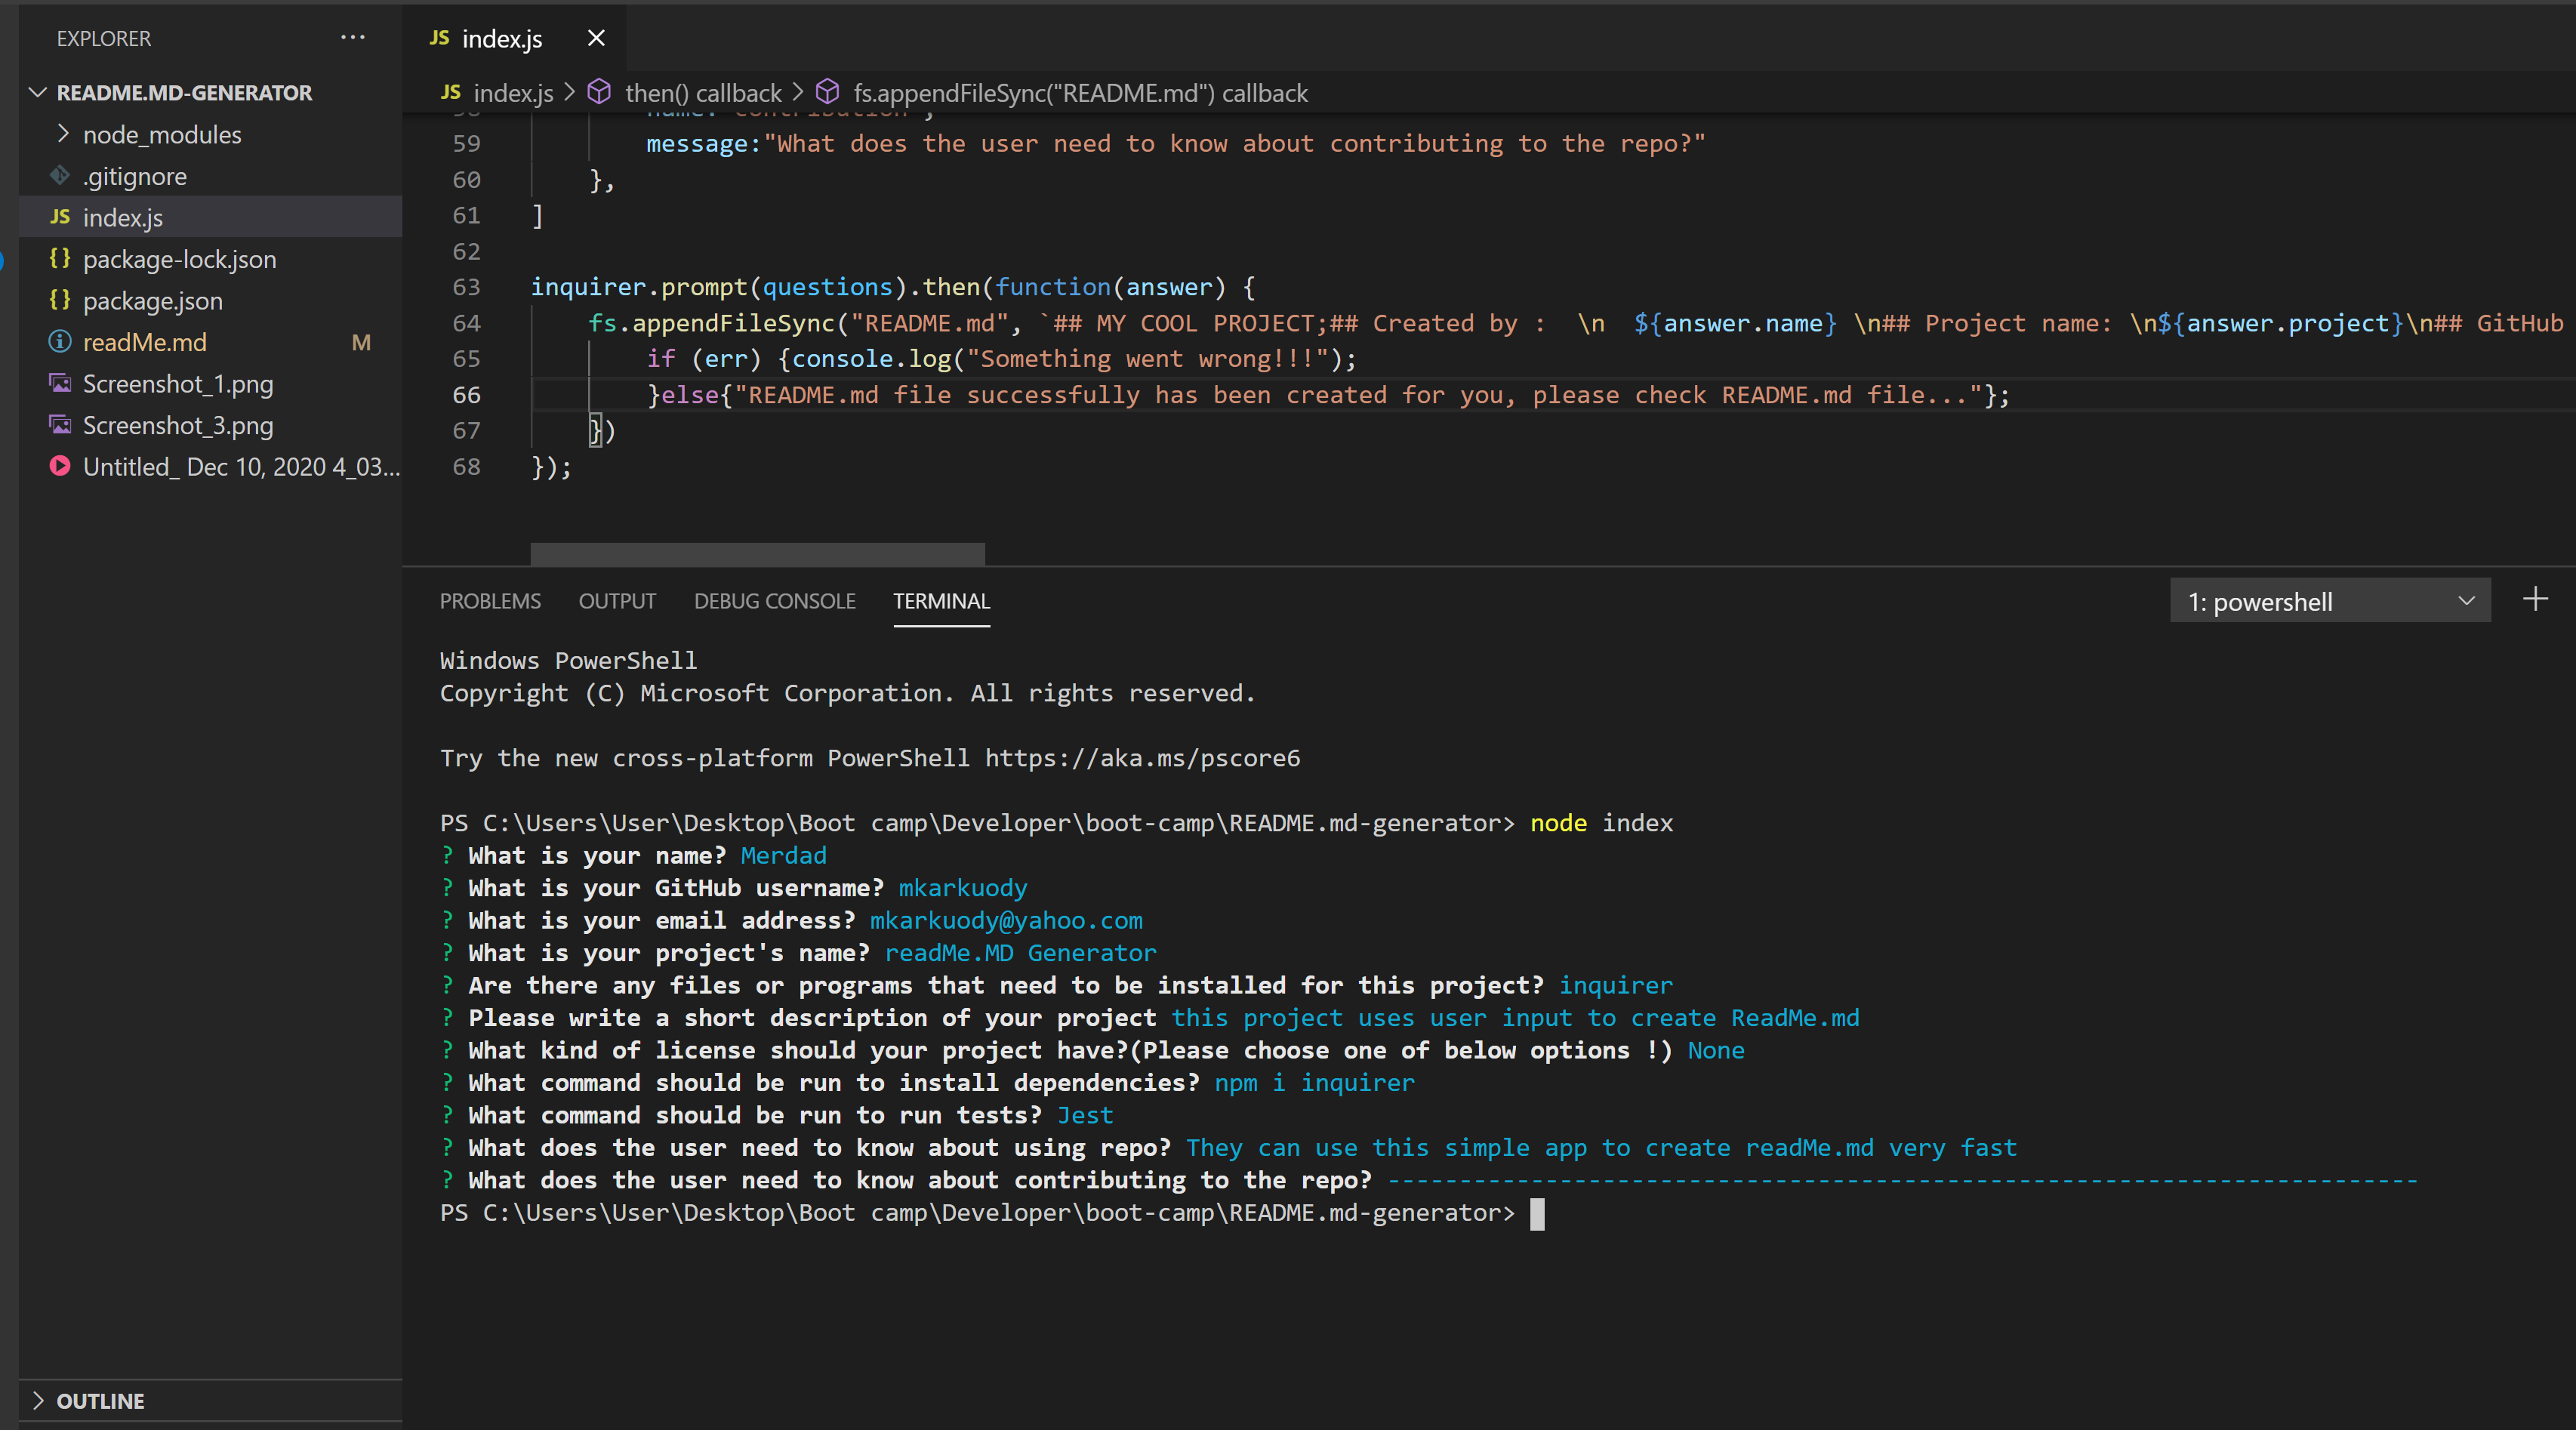 EXPLORER
README.MD-GENERATOR
node_modules
.gitignore
JS index.js
{} package-lock.json
{} package.json
readMe.md M
Screenshot_1.png
Screenshot_3.png
Untitled_ Dec 10, 2020 4_03...
OUTLINE
JS index.js
JS index.js > then() callback > fs.appendFileSync("README.md") callback
59 message:"What does the user need to know about contributing to the repo?"
60 },
61 ]
62
63 inquirer.prompt(questions).then(function(answer) {
64 fs.appendFileSync("README.md", `## MY COOL PROJECT;## Created by :  \n  ${answer.name} \n## Project name: \n${answer.project}\n## GitHub
65 if (err) {console.log("Something went wrong!!!");
66 }else{"README.md file successfully has been created for you, please check README.md file..."};
67 })
68 });
PROBLEMS OUTPUT DEBUG CONSOLE TERMINAL 1: powershell
Windows PowerShell
Copyright (C) Microsoft Corporation. All rights reserved.
Try the new cross-platform PowerShell https://aka.ms/pscore6
PS C:\Users\User\Desktop\Boot camp\Developer\boot-camp\README.md-generator> node index
? What is your name? Merdad
? What is your GitHub username? mkarkuody
? What is your email address? mkarkuody@yahoo.com
? What is your project's name? readMe.MD Generator
? Are there any files or programs that need to be installed for this project? inquirer
? Please write a short description of your project this project uses user input to create ReadMe.md
? What kind of license should your project have?(Please choose one of below options !) None
? What command should be run to install dependencies? npm i inquirer
? What command should be run to run tests? Jest
? What does the user need to know about using repo? They can use this simple app to create readMe.md very fast
? What does the user need to know about contributing to the repo? ------------------------------------------------------------------------
PS C:\Users\User\Desktop\Boot camp\Developer\boot-camp\README.md-generator>